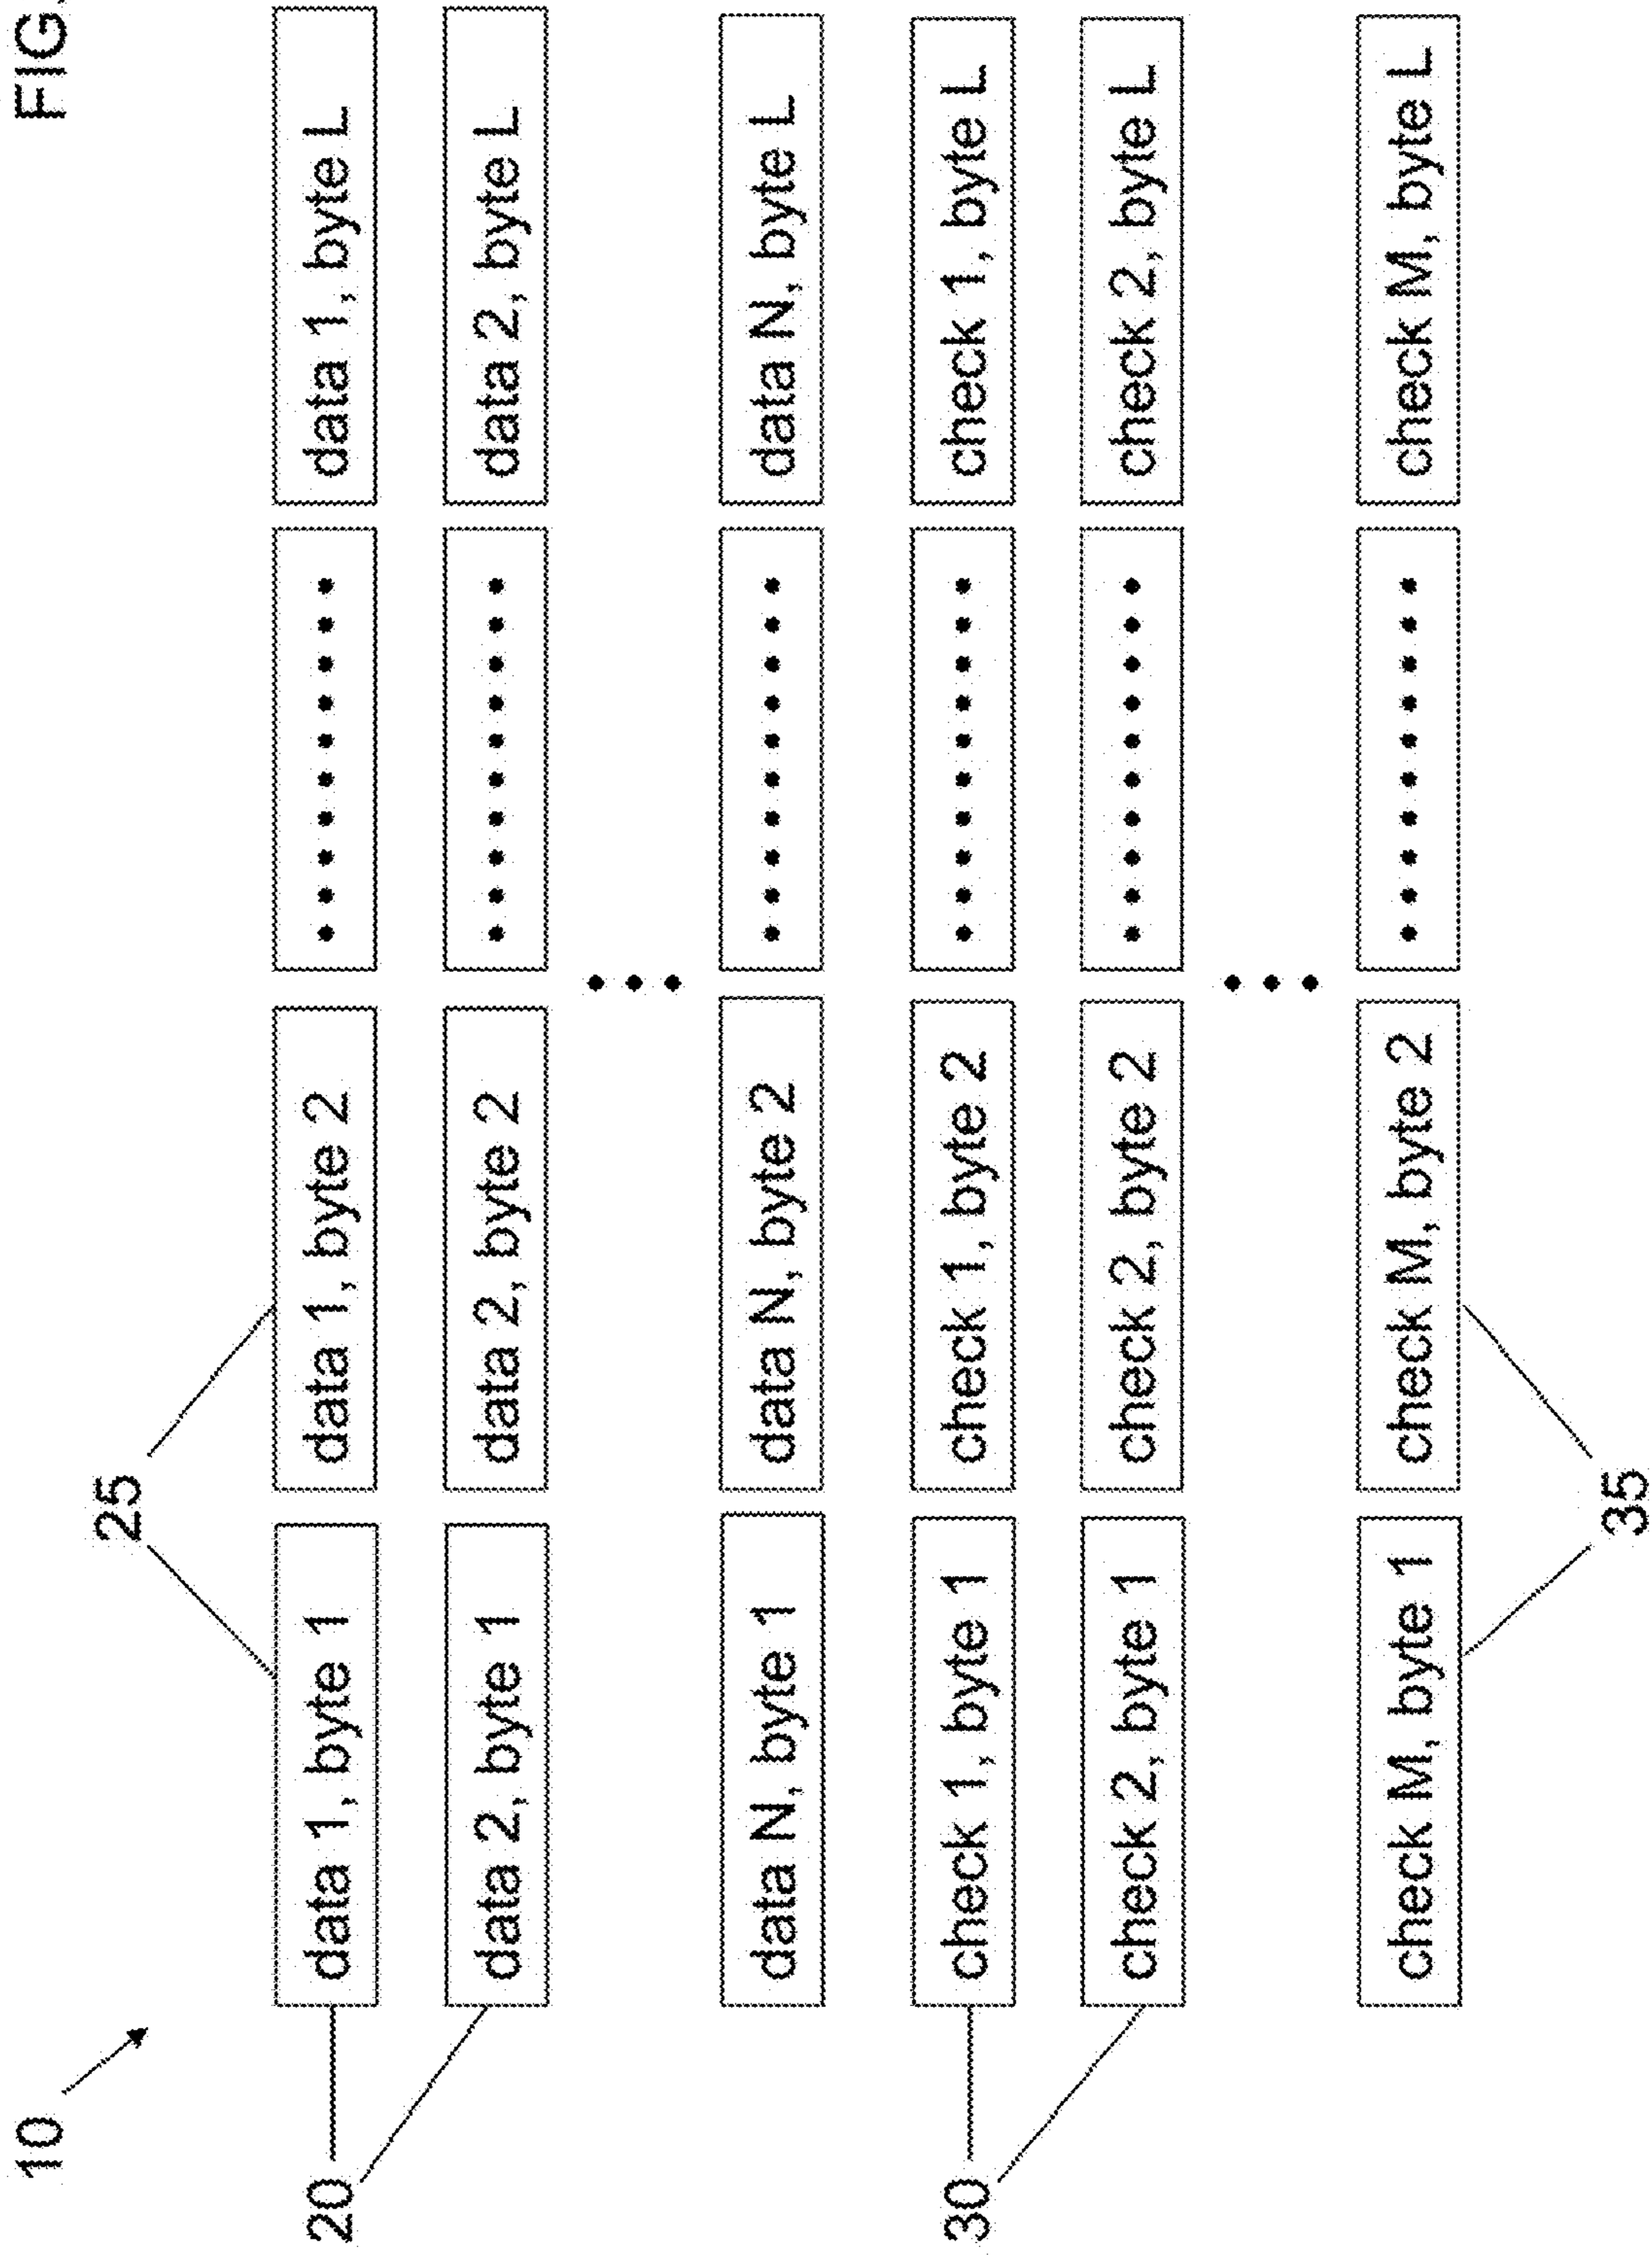 FIG.
10
25
20
data 1, byte 1 data 1, byte 2 •••••••••• data 1, byte L
data 2, byte 1 data 2, byte 2 •••••••••• data 2, byte L
•••
data N, byte 1 data N, byte 2 •••••••••• data N, byte L
30
check 1, byte 1 check 1, byte 2 •••••••••• check 1, byte L
check 2, byte 1 check 2, byte 2 •••••••••• check 2, byte L
•••
check M, byte 1 check M, byte 2 •••••••••• check M, byte L
35